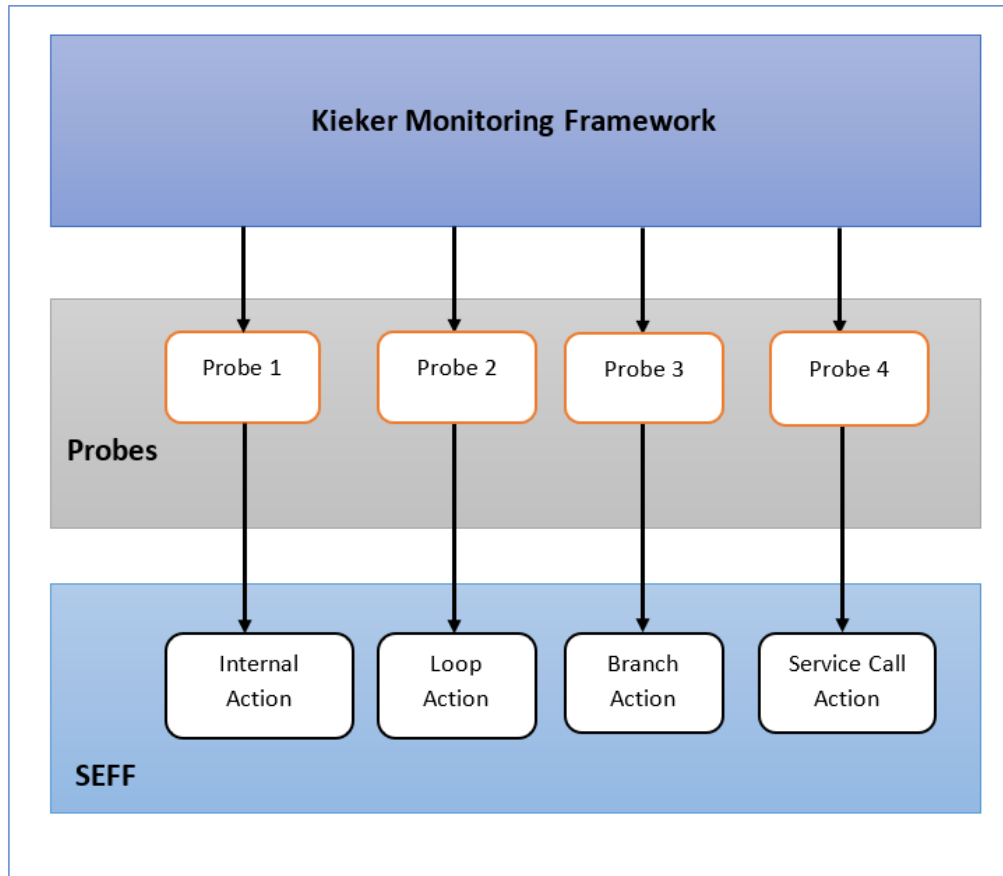 Kieker Monitoring Framework
Probe 1
Probe 2
Probe 3
Probe 4
Probes
Internal
Action
Loop
Action
Branch
Action
Service Call
Action
SEFF